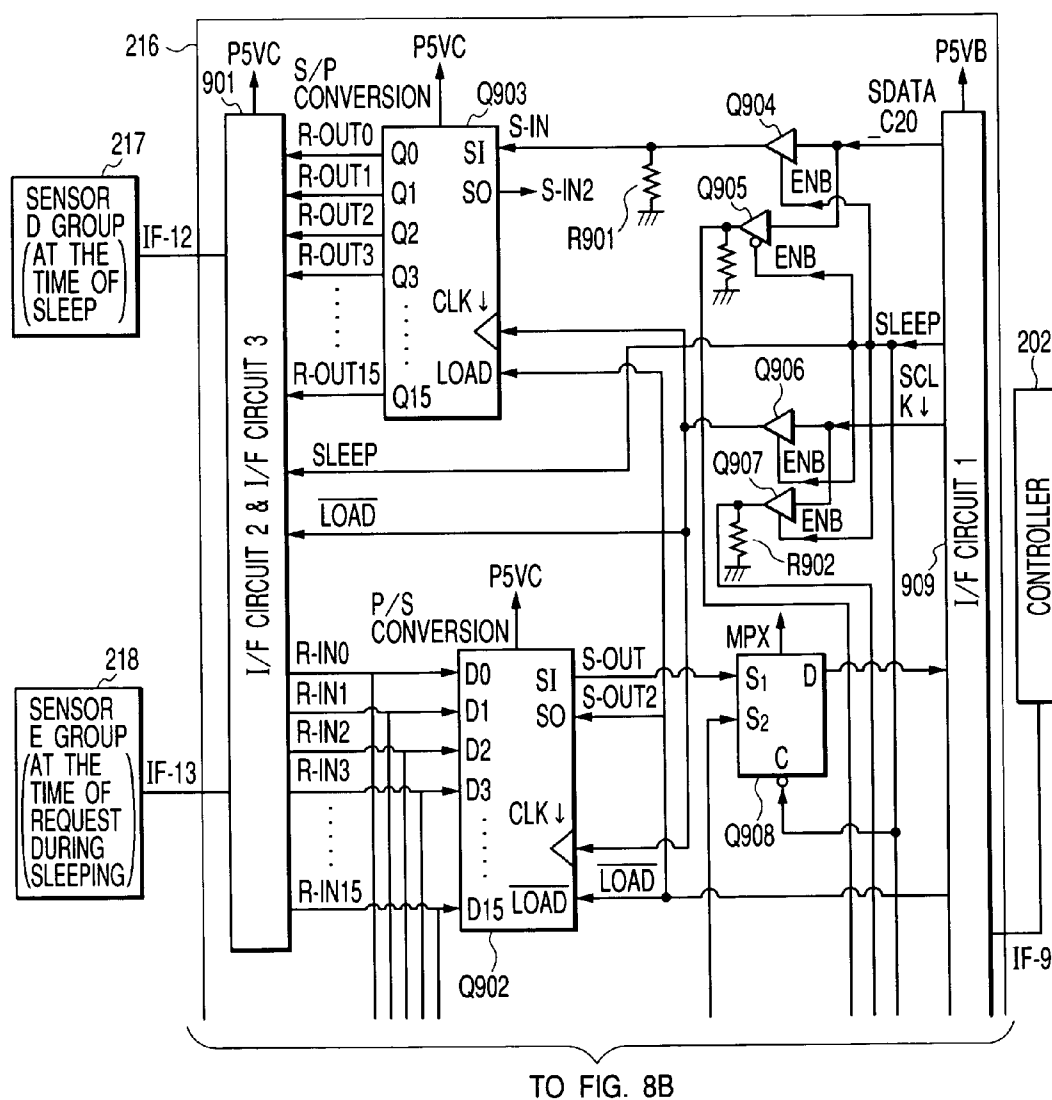 216
P5VC
901
S/P
CONVERSION
P5VC
Q903
P5VB
217
SENSOR
D GROUP
(AT THE
TIME OF
SLEEP)
IF-12
R-OUT0
R-OUT1
R-OUT2
R-OUT3
R-OUT15
Q0
Q1
Q2
Q3
Q15
SI
SO
CLK↓
LOAD
S-IN
S-IN2
R901
Q904
ENB
SDATA
_C20
Q905
ENB
SLEEP
Q906
ENB
SCL
K↓
Q907
ENB
R902
202
CONTROLLER
909
I/F CIRCUIT 1
I/F CIRCUIT 2 & I/F CIRCUIT 3
SLEEP
LOAD
P/S
CONVERSION
P5VC
218
SENSOR
E GROUP
(AT THE
TIME OF
REQUEST
DURING
SLEEPING)
IF-13
R-IN0
R-IN1
R-IN2
R-IN3
R-IN15
D0
D1
D2
D3
D15
SI
SO
CLK↓
LOAD
Q902
S-OUT
S-OUT2
LOAD
MPX
S1
S2
D
C
Q908
IF-9
TO FIG. 8B